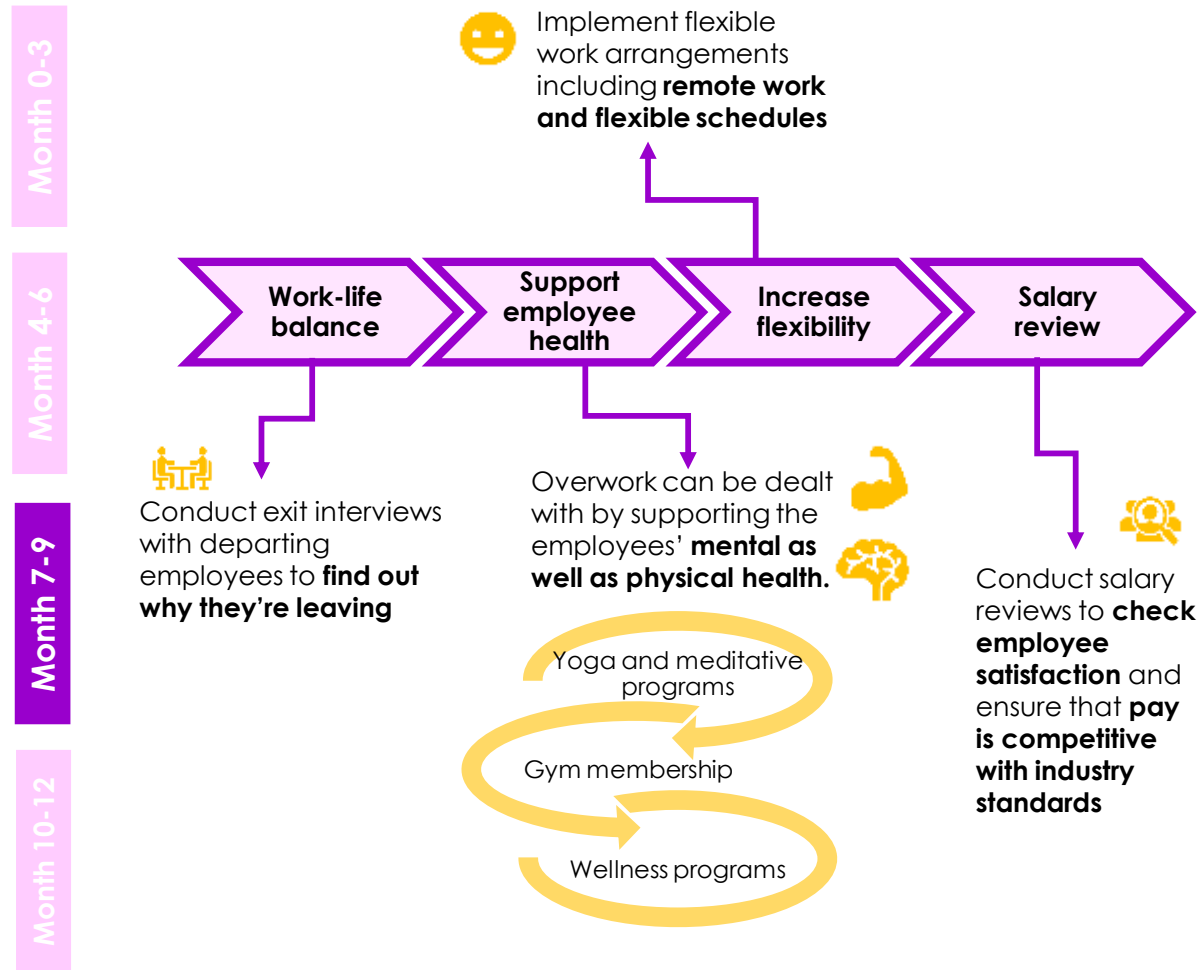 Month 0-3
Month 4-6
Month 7-9
Month 10-12
Implement flexible
work arrangements
including remote work
and flexible schedules
Work-life
balance
Support
employee
health
Increase
flexibility
Salary
review
Conduct exit interviews
with departing
employees to find out
why they’re leaving
Overwork can be dealt
with by supporting the
employees’ mental as
well as physical health.
Yoga and meditative
programs
Gym membership
Wellness programs
Conduct salary
reviews to check
employee
satisfaction and
ensure that pay
is competitive
with industry
standards